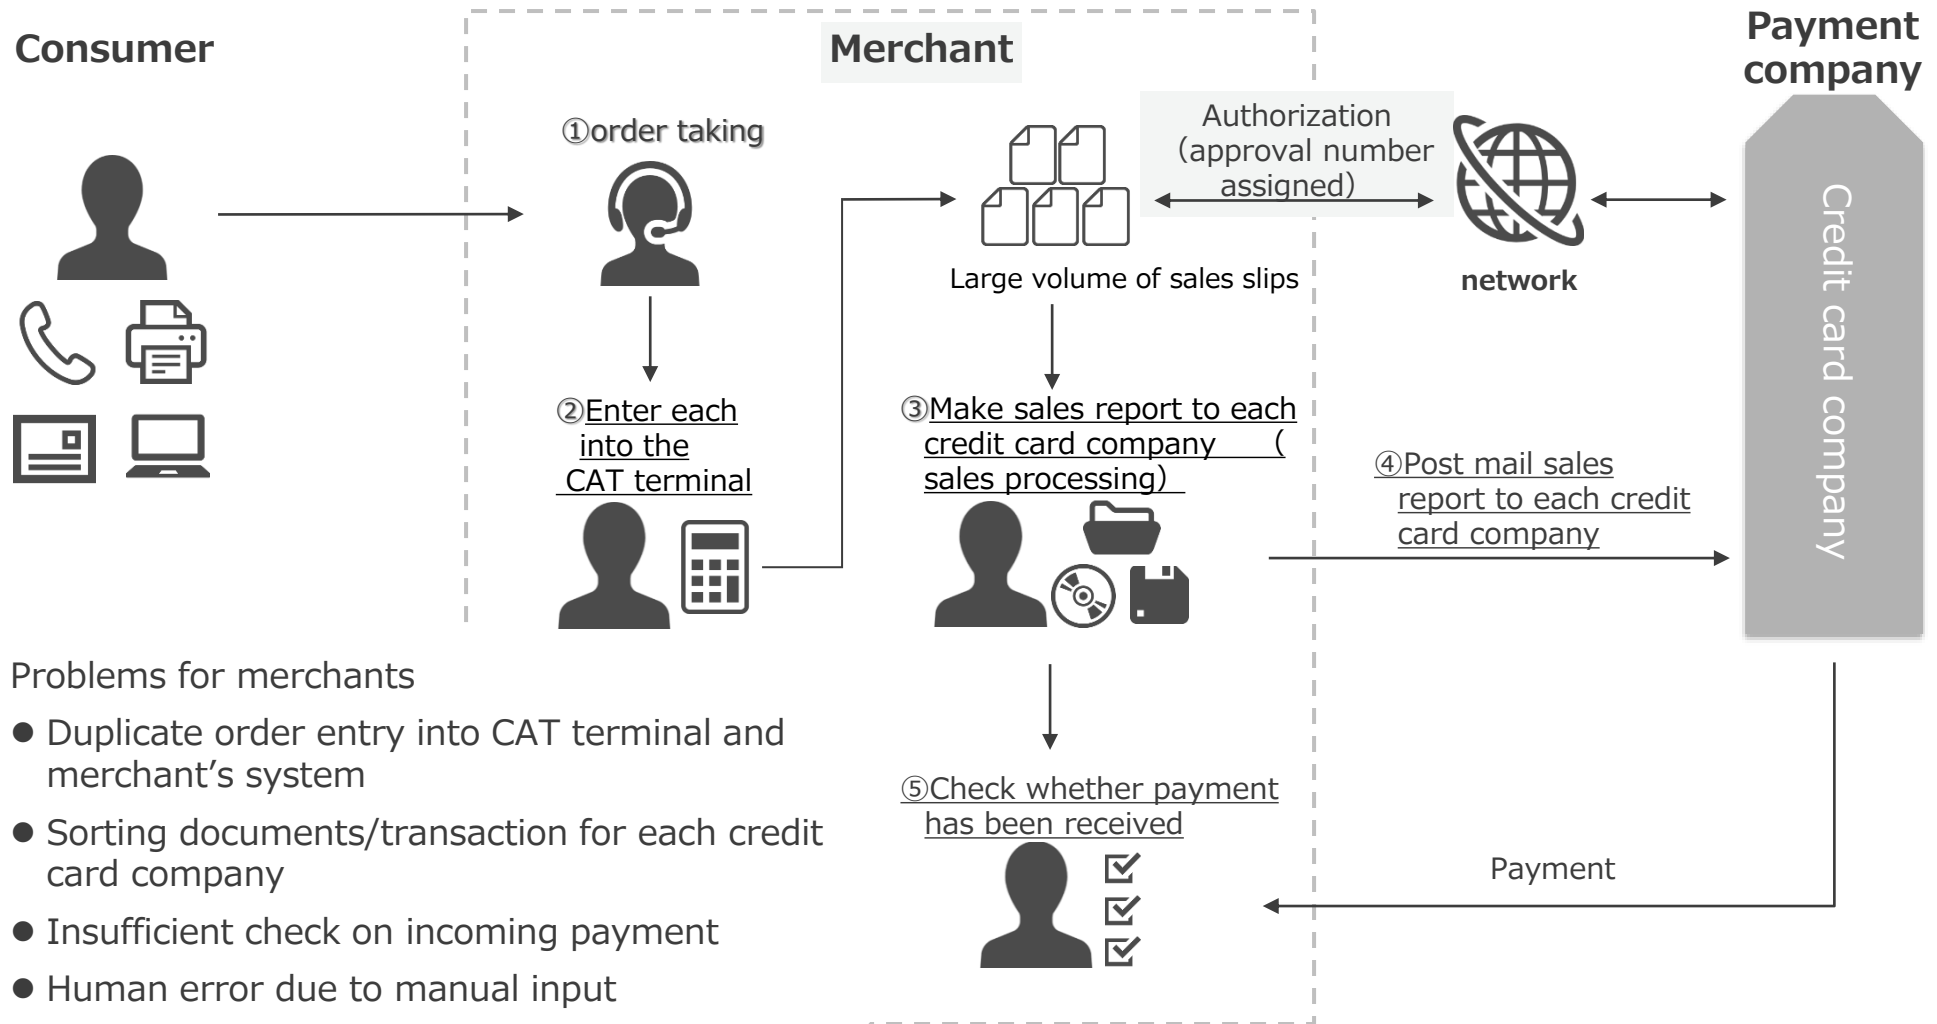 Consumer
Merchant
Payment
company
①order taking
Authorization
（approval number
assigned）
Large volume of sales slips
network
Credit card company
②Enter each
into the
CAT terminal
③Make sales report to each
credit card company （
sales processing）
④Post mail sales
report to each credit
card company
Problems for merchants
● Duplicate order entry into CAT terminal and
merchant’s system
● Sorting documents/transaction for each credit
card company
● Insufficient check on incoming payment
● Human error due to manual input
⑤Check whether payment
has been received
Payment